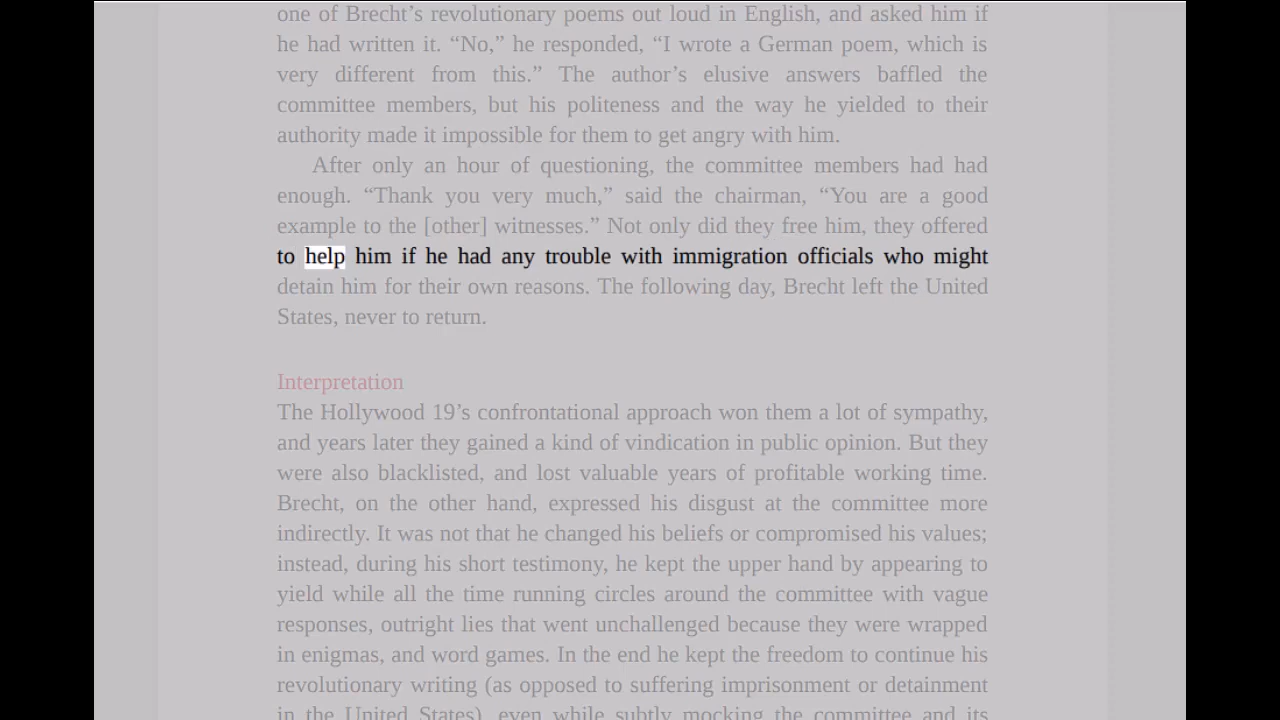 one of Brecht’s revolutionary poems out loud in English, and asked him if
he had written it. “No,” he responded, “I wrote a German poem, which is
very different from this.” The author’s elusive answers baffled the
committee members, but his politeness and the way he yielded to their
authority made it impossible for them to get angry with him.
After only an hour of questioning, the committee members had had
enough. “Thank you very much,” said the chairman, “You are a good
example to the [other] witnesses.” Not only did they free him, they offered
to help him if he had any trouble with immigration officials who might
detain him for their own reasons. The following day, Brecht left the United
States, never to return.
Interpretation
The Hollywood 19’s confrontational approach won them a lot of sympathy,
and years later they gained a kind of vindication in public opinion. But they
were also blacklisted, and lost valuable years of profitable working time.
Brecht, on the other hand, expressed his disgust at the committee more
indirectly. It was not that he changed his beliefs or compromised his values;
instead, during his short testimony, he kept the upper hand by appearing to
yield while all the time running circles around the committee with vague
responses, outright lies that went unchallenged because they were wrapped
in enigmas, and word games. In the end he kept the freedom to continue his
revolutionary writing (as opposed to suffering imprisonment or detainment
in the United States), even while subtly mocking the committee and its